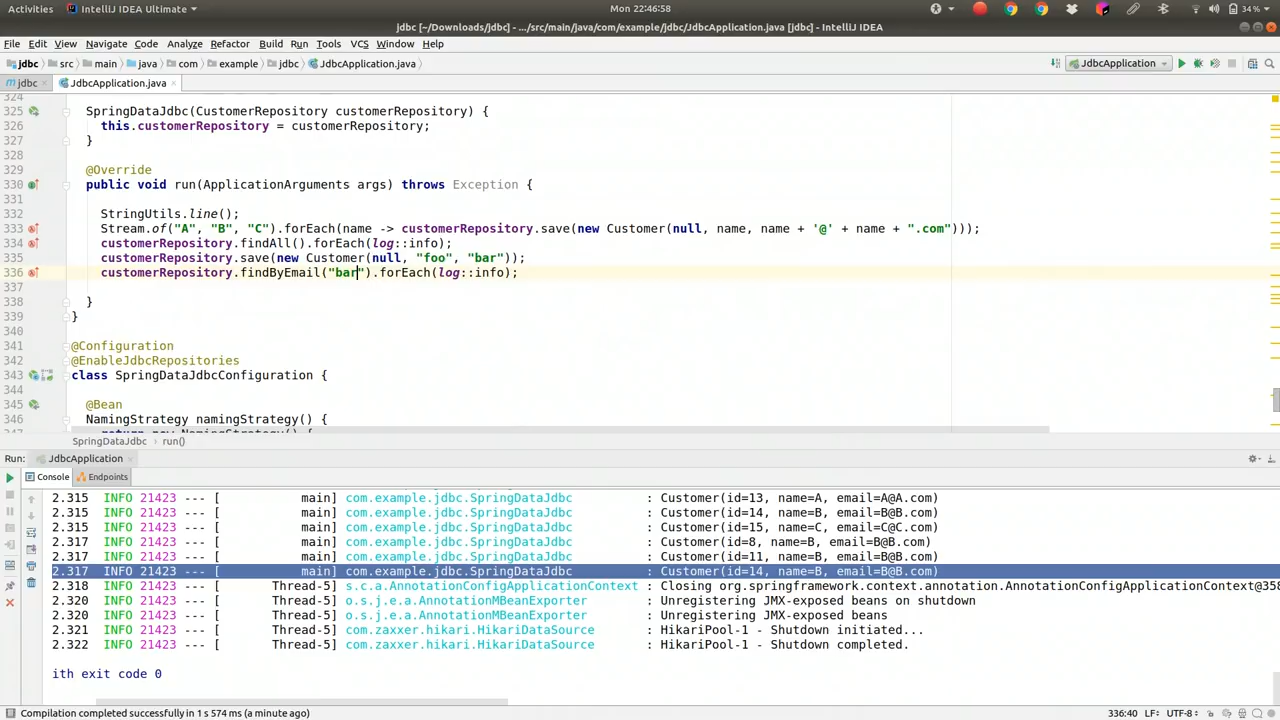 Activities IntelliJ IDEA Ultimate Mon 22:46:58 34%
jdbc [~/Downloads/jdbc] - .../src/main/java/com/example/jdbc/JdbcApplication.java [jdbc] - IntelliJ IDEA
File Edit View Navigate Code Analyze Refactor Build Run Tools VCS Window Help
jdbc src main java com example jdbc JdbcApplication.java JdbcApplication
jdbc JdbcApplication.java
324
325 SpringDataJdbc(CustomerRepository customerRepository) {
326 this.customerRepository = customerRepository;
327 }
328
329 @Override
330 public void run(ApplicationArguments args) throws Exception {
331
332 StringUtils.line();
333 Stream.of("A", "B", "C").forEach(name -> customerRepository.save(new Customer(null, name, name + '@' + name + ".com")));
334 customerRepository.findAll().forEach(log::info);
335 customerRepository.save(new Customer(null, "foo", "bar"));
336 customerRepository.findByEmail("bar").forEach(log::info);
337
338 }
339 }
340
341 @Configuration
342 @EnableJdbcRepositories
343 class SpringDataJdbcConfiguration {
344
345 @Bean
346 NamingStrategy namingStrategy() {
347 return new NamingStrategy() {
SpringDataJdbc run()
Run: JdbcApplication
Console Endpoints
2.315 INFO 21423 --- [ main] com.example.jdbc.SpringDataJdbc : Customer(id=13, name=A, email=A@A.com)
2.315 INFO 21423 --- [ main] com.example.jdbc.SpringDataJdbc : Customer(id=14, name=B, email=B@B.com)
2.315 INFO 21423 --- [ main] com.example.jdbc.SpringDataJdbc : Customer(id=15, name=C, email=C@C.com)
2.317 INFO 21423 --- [ main] com.example.jdbc.SpringDataJdbc : Customer(id=8, name=B, email=B@B.com)
2.317 INFO 21423 --- [ main] com.example.jdbc.SpringDataJdbc : Customer(id=11, name=B, email=B@B.com)
2.317 INFO 21423 --- [ main] com.example.jdbc.SpringDataJdbc : Customer(id=14, name=B, email=B@B.com)
2.318 INFO 21423 --- [ Thread-5] s.c.a.AnnotationConfigApplicationContext : Closing org.springframework.context.annotation.AnnotationConfigApplicationContext@358
2.320 INFO 21423 --- [ Thread-5] o.s.j.e.a.AnnotationMBeanExporter : Unregistering JMX-exposed beans on shutdown
2.320 INFO 21423 --- [ Thread-5] o.s.j.e.a.AnnotationMBeanExporter : Unregistering JMX-exposed beans
2.321 INFO 21423 --- [ Thread-5] com.zaxxer.hikari.HikariDataSource : HikariPool-1 - Shutdown initiated...
2.322 INFO 21423 --- [ Thread-5] com.zaxxer.hikari.HikariDataSource : HikariPool-1 - Shutdown completed.
ith exit code 0
Compilation completed successfully in 1 s 574 ms (a minute ago) 336:40 LF÷ UTF-8÷